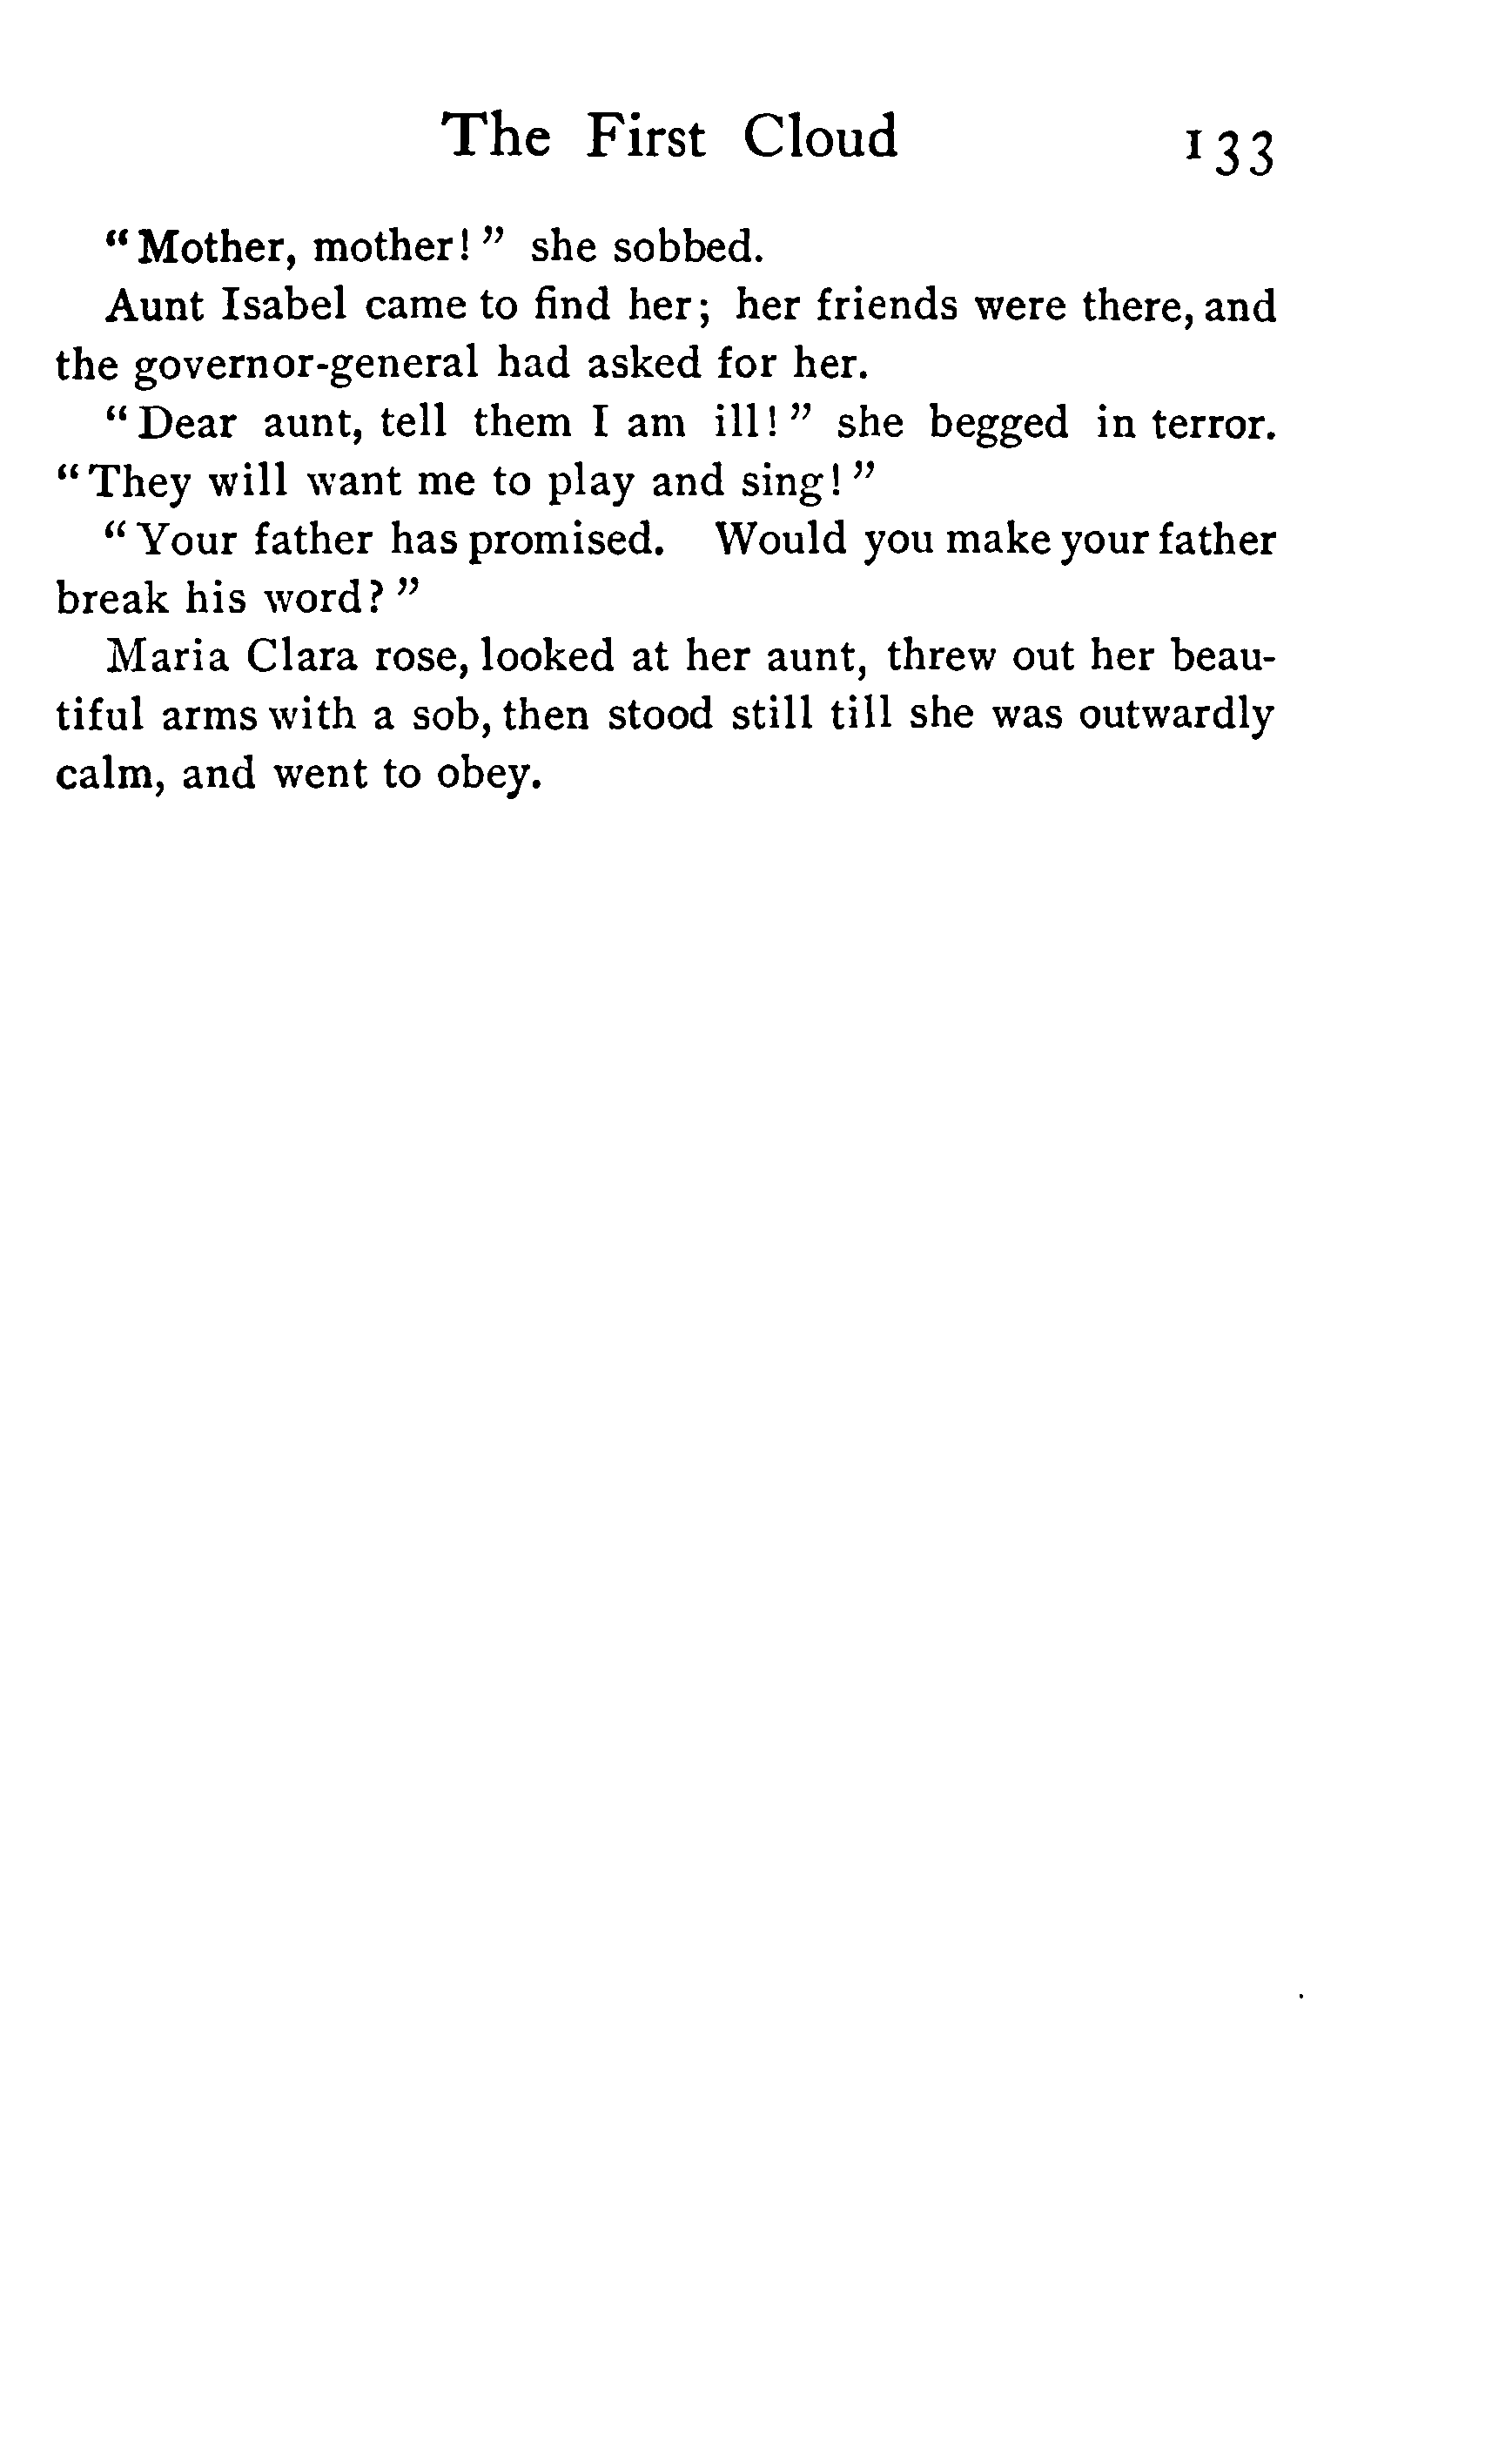 The First Cloud 133
"Mother, mother!" she sobbed.
Aunt Isabel came to find her; her friends were there, and
the governor-general had asked for her.
"Dear aunt, tell them I am ill!" she begged in terror.
"They will want me to play and sing!"
"Your father has promised. Would you make your father
break his word?"
Maria Clara rose, looked at her aunt, threw out her beau-
tiful arms with a sob, then stood still till she was outwardly
calm, and went to obey.